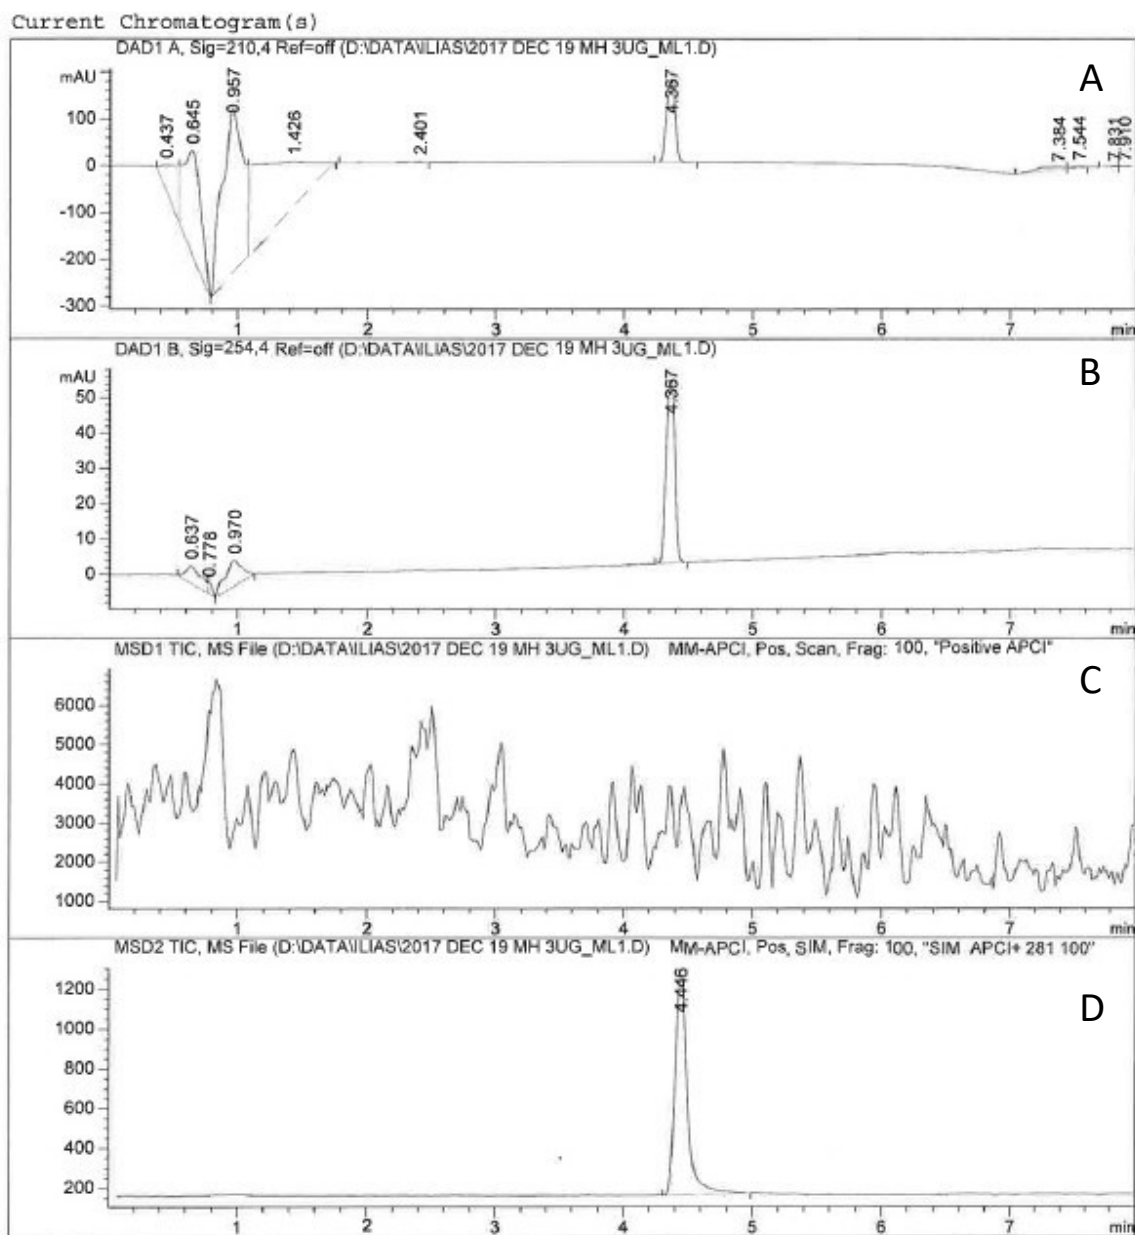 Current Chromatogram(s)
DAD1 A, Sig=210,4 Ref=off (D:\DATA\ILIAS\2017 DEC 19 MH 3UG_ML1.D)
A
mAU
100
0
-100
-200
-300
0.437
0.645
0.957
1.426
2.401
4.367
7.384
7.544
7.831
7.910
1 2 3 4 5 6 7 min
DAD1 B, Sig=254,4 Ref=off (D:\DATA\ILIAS\2017 DEC 19 MH 3UG_ML1.D)
B
mAU
50
40
30
20
10
0
0.637
0.778
0.970
4.367
1 2 3 4 5 6 7 min
MSD1 TIC, MS File (D:\DATA\ILIAS\2017 DEC 19 MH 3UG_ML1.D) MM-APCI, Pos, Scan, Frag: 100, "Positive APCI"
C
6000
5000
4000
3000
2000
1000
1 2 3 4 5 6 7 min
MSD2 TIC, MS File (D:\DATA\ILIAS\2017 DEC 19 MH 3UG_ML1.D) MM-APCI, Pos, SIM, Frag: 100, "SIM APCI+ 281 100"
D
1200
1000
800
600
400
200
4.446
1 2 3 4 5 6 7 min